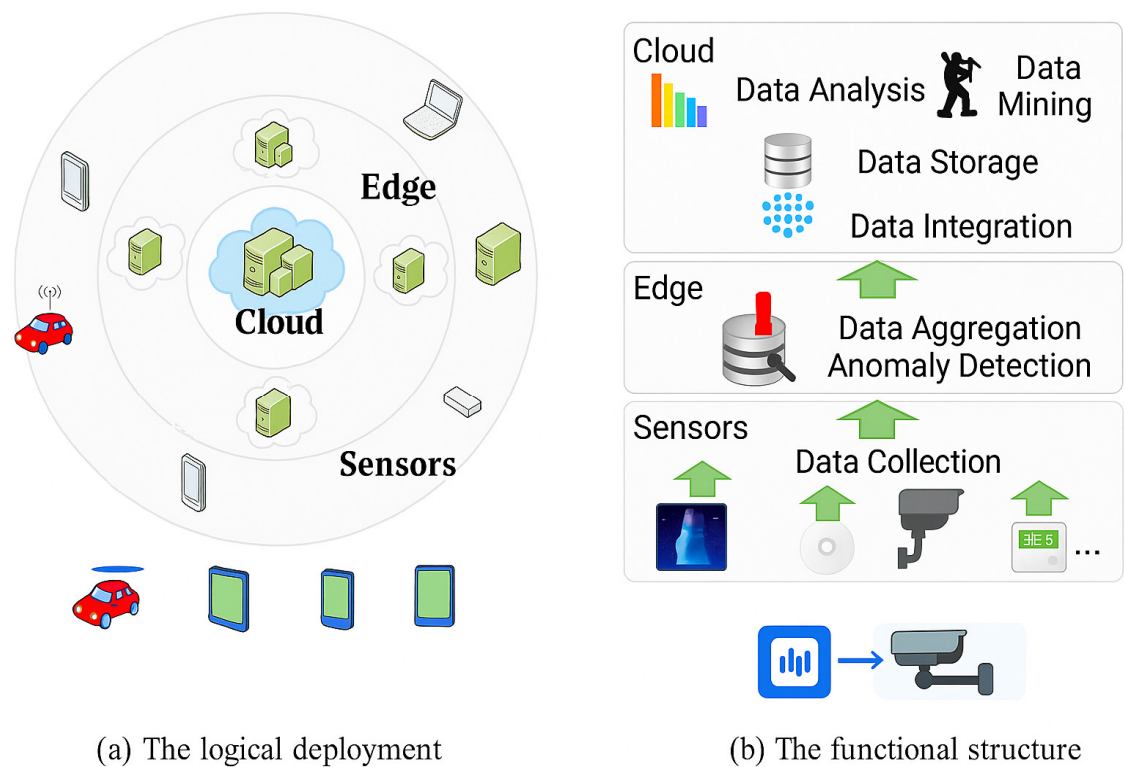 Edge
Cloud
Sensors
(a) The logical deployment
Cloud
Data Analysis
Data
Mining
Data Storage
Data Integration
Edge
Data Aggregation
Anomaly Detection
Sensors
Data Collection
...
(b) The functional structure